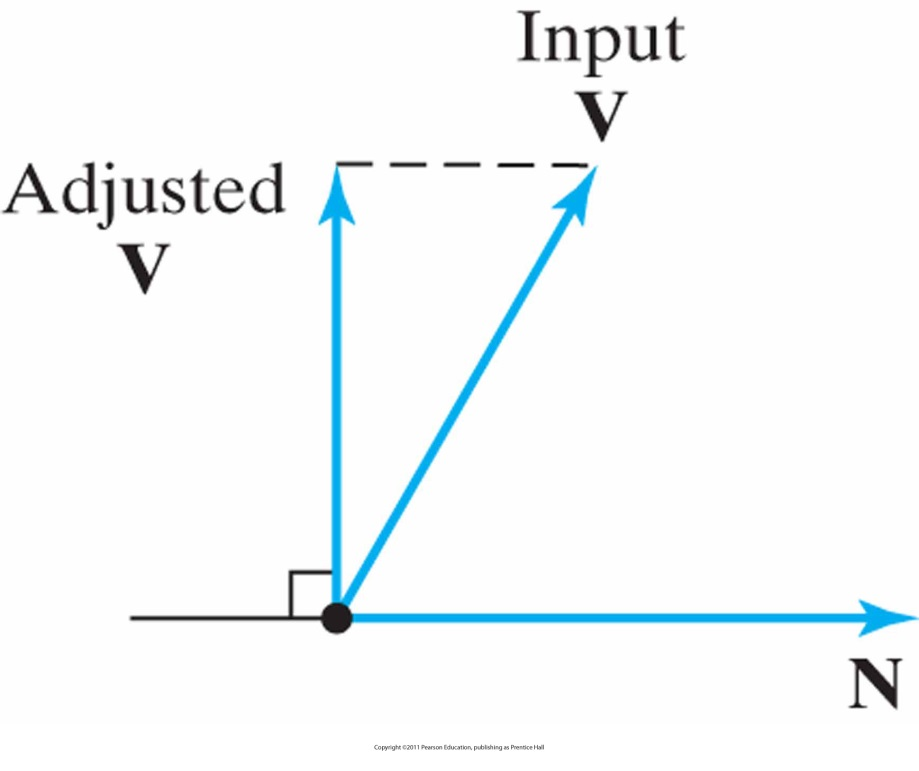 Input
V
Adjusted
V
N
Copyright ©2011 Pearson Education, publishing as Prentice Hall